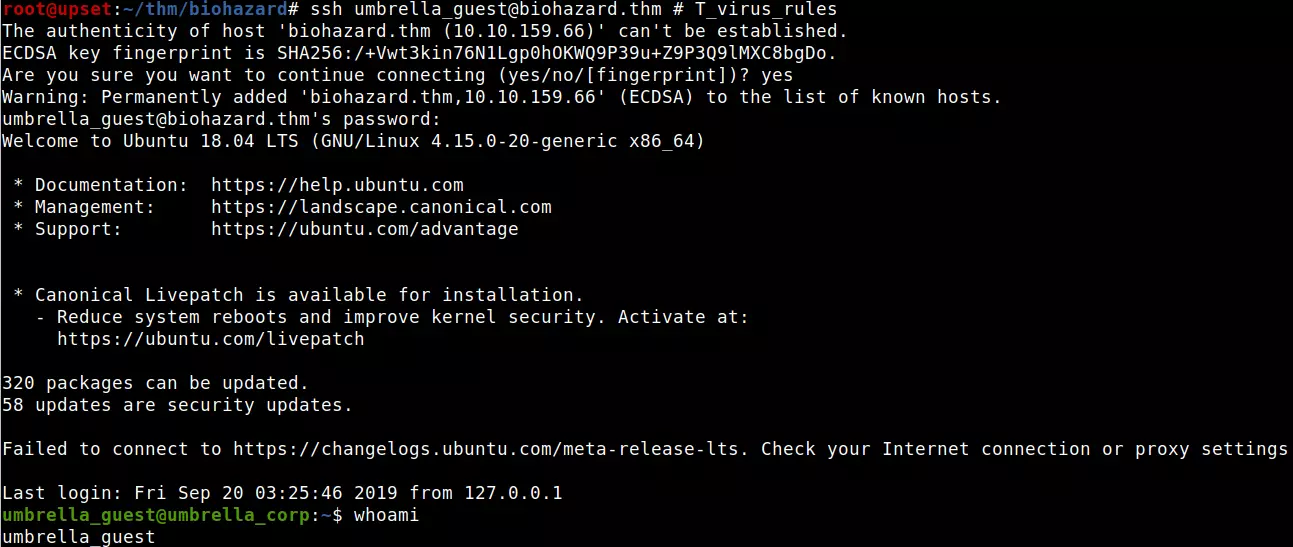 root@upset:~/thm/biohazard# ssh umbrella_guest@biohazard.thm # T_virus_rules
The authenticity of host 'biohazard.thm (10.10.159.66)' can't be established.
ECDSA key fingerprint is SHA256:/+Vwt3kin76N1Lgp0hOKWQ9P39u+Z9P3Q9lMXC8bgDo.
Are you sure you want to continue connecting (yes/no/[fingerprint])? yes
Warning: Permanently added 'biohazard.thm,10.10.159.66' (ECDSA) to the list of known hosts.
umbrella_guest@biohazard.thm's password:
Welcome to Ubuntu 18.04 LTS (GNU/Linux 4.15.0-20-generic x86_64)
* Documentation:  https://help.ubuntu.com
* Management:     https://landscape.canonical.com
* Support:        https://ubuntu.com/advantage
* Canonical Livepatch is available for installation.
- Reduce system reboots and improve kernel security. Activate at:
https://ubuntu.com/livepatch
320 packages can be updated.
58 updates are security updates.
Failed to connect to https://changelogs.ubuntu.com/meta-release-lts. Check your Internet connection or proxy settings
Last login: Fri Sep 20 03:25:46 2019 from 127.0.0.1
umbrella_guest@umbrella_corp:~$ whoami
umbrella_guest